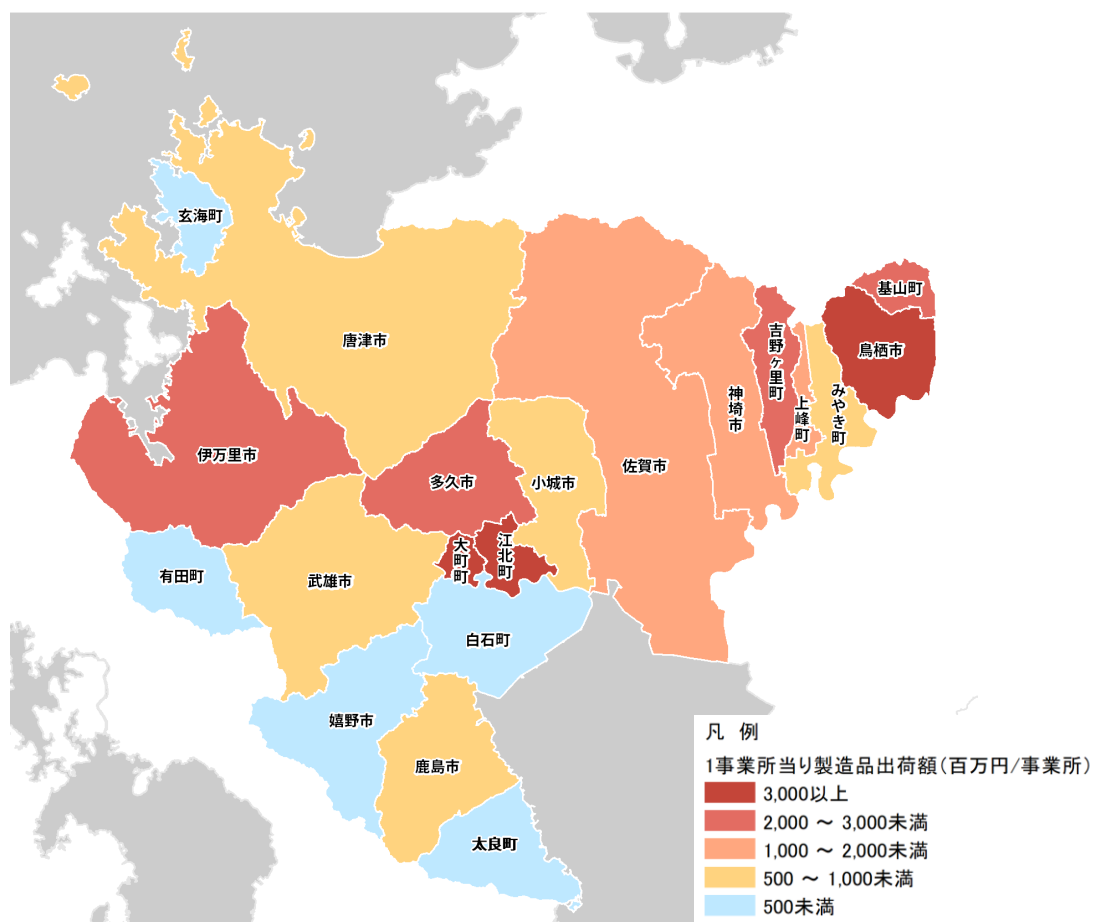 玄海町
唐津市
基山町
鳥栖市
吉野ヶ里町
みやき町
上峰町
神埼市
伊万里市
多久市
小城市
佐賀市
大町町
江北町
有田町
武雄市
白石町
嬉野市
鹿島市
太良町
凡 例
1事業所当り製造品出荷額(百万円/事業所)
3,000以上
2,000 ～ 3,000未満
1,000 ～ 2,000未満
500 ～ 1,000未満
500未満